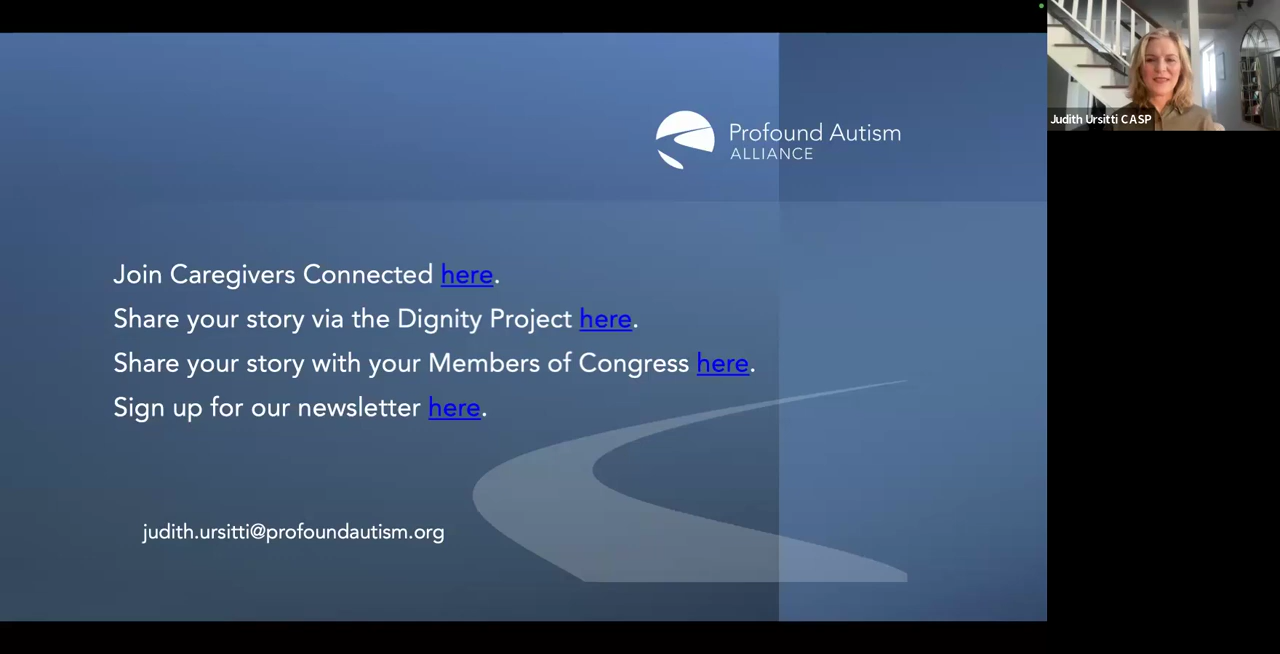 Profound Autism
ALLIANCE
Judith Ursitti CASP
Join Caregivers Connected here.
Share your story via the Dignity Project here.
Share your story with your Members of Congress here.
Sign up for our newsletter here.
judith.ursitti@profoundautism.org